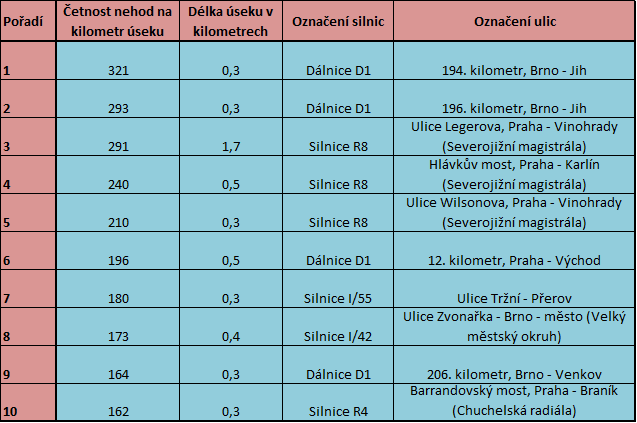 Pořadí Četnost nehod na kilometr úseku Délka úseku v kilometrech Označení silnic Označení ulic
1 321 0,3 Dálnice D1 194. kilometr, Brno - Jih
2 293 0,3 Dálnice D1 196. kilometr, Brno - Jih
3 291 1,7 Silnice R8 Ulice Legerova, Praha - Vinohrady (Severojižní magistrála)
4 240 0,5 Silnice R8 Hlávkův most, Praha - Karlín (Severojižní magistrála)
5 210 0,3 Silnice R8 Ulice Wilsonova, Praha - Vinohrady (Severojižní magistrála)
6 196 0,5 Dálnice D1 12. kilometr, Praha - Východ
7 180 0,3 Silnice I/55 Ulice Tržní - Přerov
8 173 0,4 Silnice I/42 Ulice Zvonařka - Brno - město (Velký městský okruh)
9 164 0,3 Dálnice D1 206. kilometr, Brno - Venkov
10 162 0,3 Silnice R4 Barrandovský most, Praha - Braník (Chuchelská radiála)